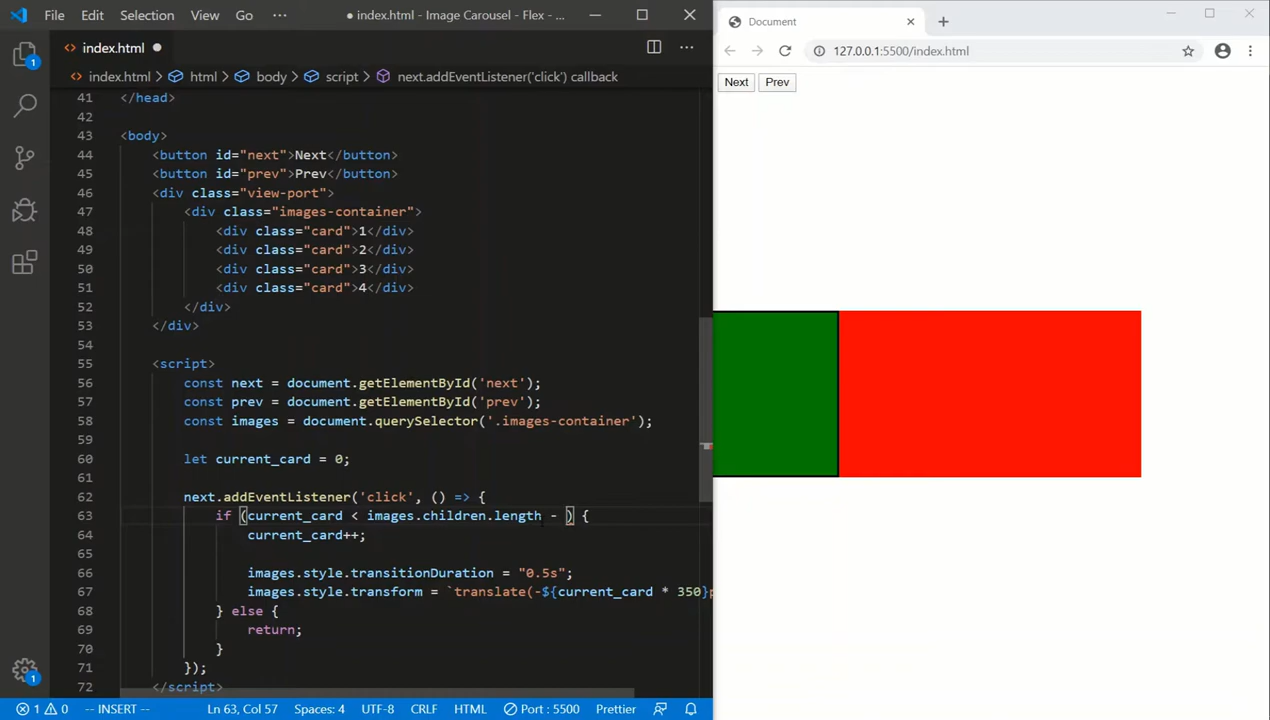 File Edit Selection View Go ··· ● index.html - Image Carousel - Flex - ...
index.html ●
index.html > html > body > script > next.addEventListener('click') callback
41 </head>
42
43 <body>
44 <button id="next">Next</button>
45 <button id="prev">Prev</button>
46 <div class="view-port">
47 <div class="images-container">
48 <div class="card">1</div>
49 <div class="card">2</div>
50 <div class="card">3</div>
51 <div class="card">4</div>
52 </div>
53 </div>
54
55 <script>
56 const next = document.getElementById('next');
57 const prev = document.getElementById('prev');
58 const images = document.querySelector('.images-container');
59
60 let current_card = 0;
61
62 next.addEventListener('click', () => {
63 if (current_card < images.children.length - ) {
64 current_card++;
65
66 images.style.transitionDuration = "0.5s";
67 images.style.transform = `translate(-${current_card * 350}p
68 } else {
69 return;
70 }
71 });
72 </script>
1
1
1 0 -- INSERT -- Ln 63, Col 57 Spaces: 4 UTF-8 CRLF HTML Port : 5500 Prettier
Document
127.0.0.1:5500/index.html
Next Prev